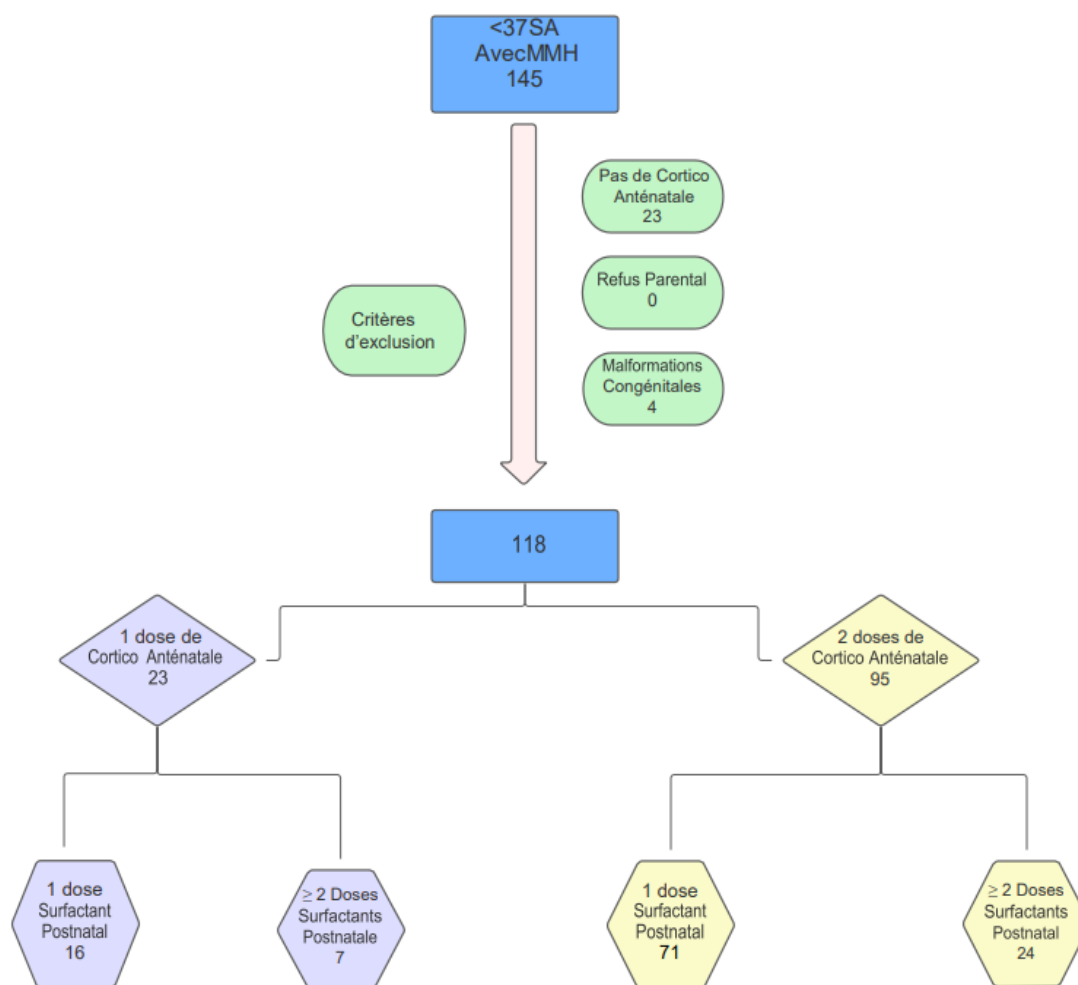 <37SA
AvecMMH
145
Pas de Cortico
Anténatale
23
Refus Parental
0
Critères
d'exclusion
Malformations
Congénitales
4
118
1 dose de
Cortico Anténatale
23
2 doses de
Cortico Anténatale
95
1 dose
Surfactant
Postnatal
16
≥ 2 Doses
Surfactants
Postnatale
7
1 dose
Surfactant
Postnatal
71
≥ 2 Doses
Surfactants
Postnatal
24